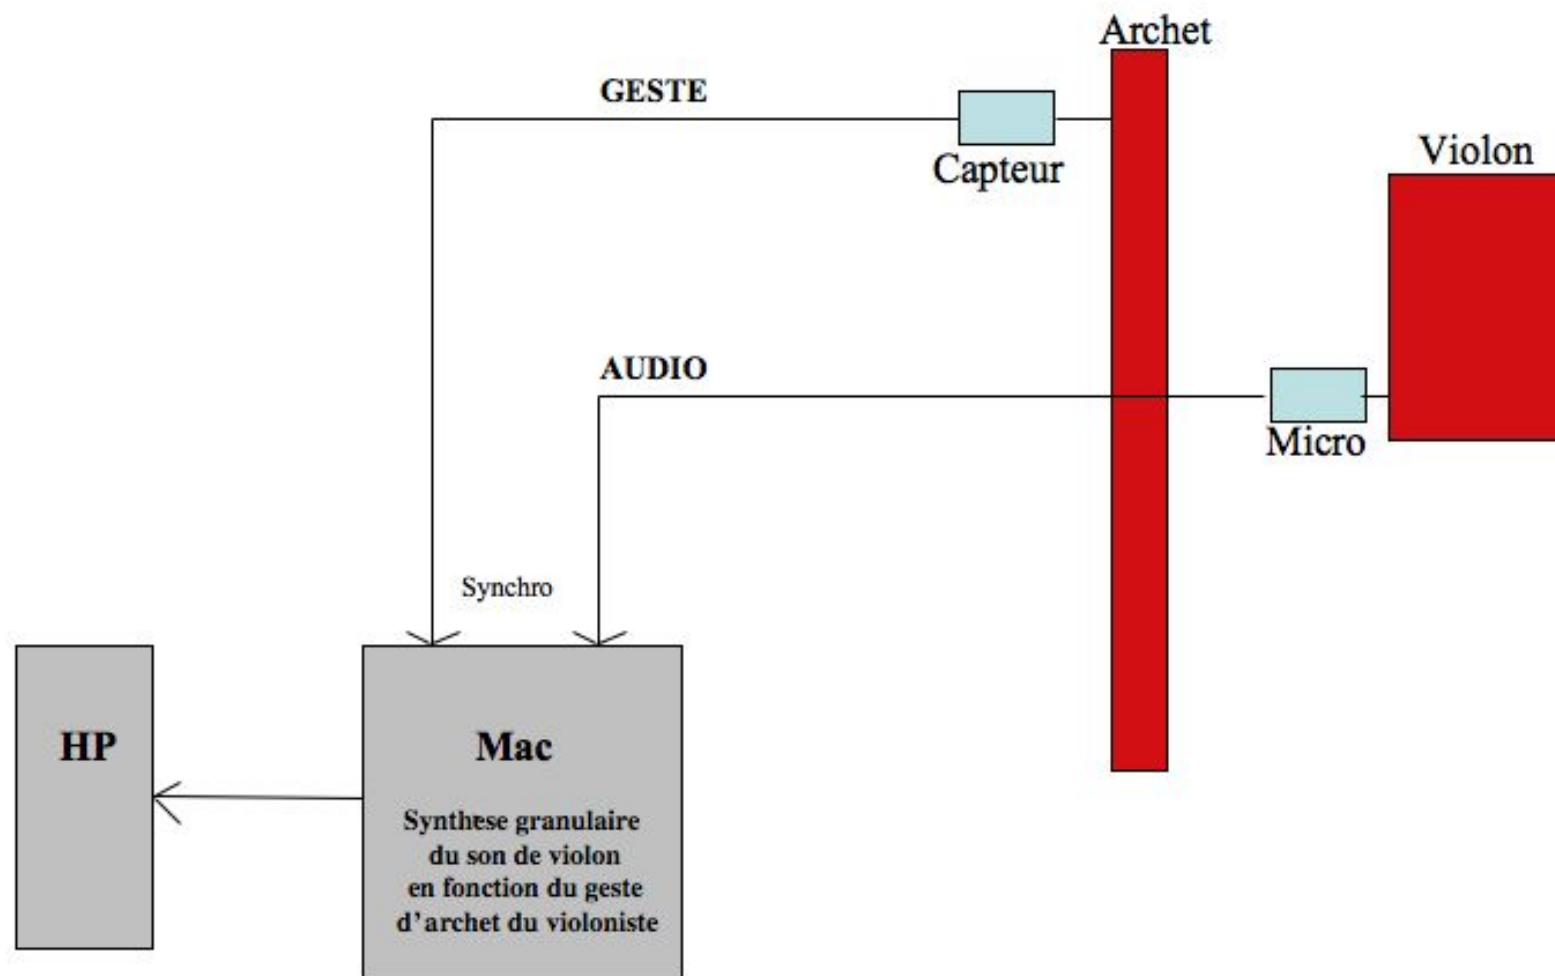 Archet
GESTE
Violon
Capteur
AUDIO
Micro
Synchro
HP
Mac
Synthese granulaire
du son de violon
en fonction du geste
d'archet du violoniste